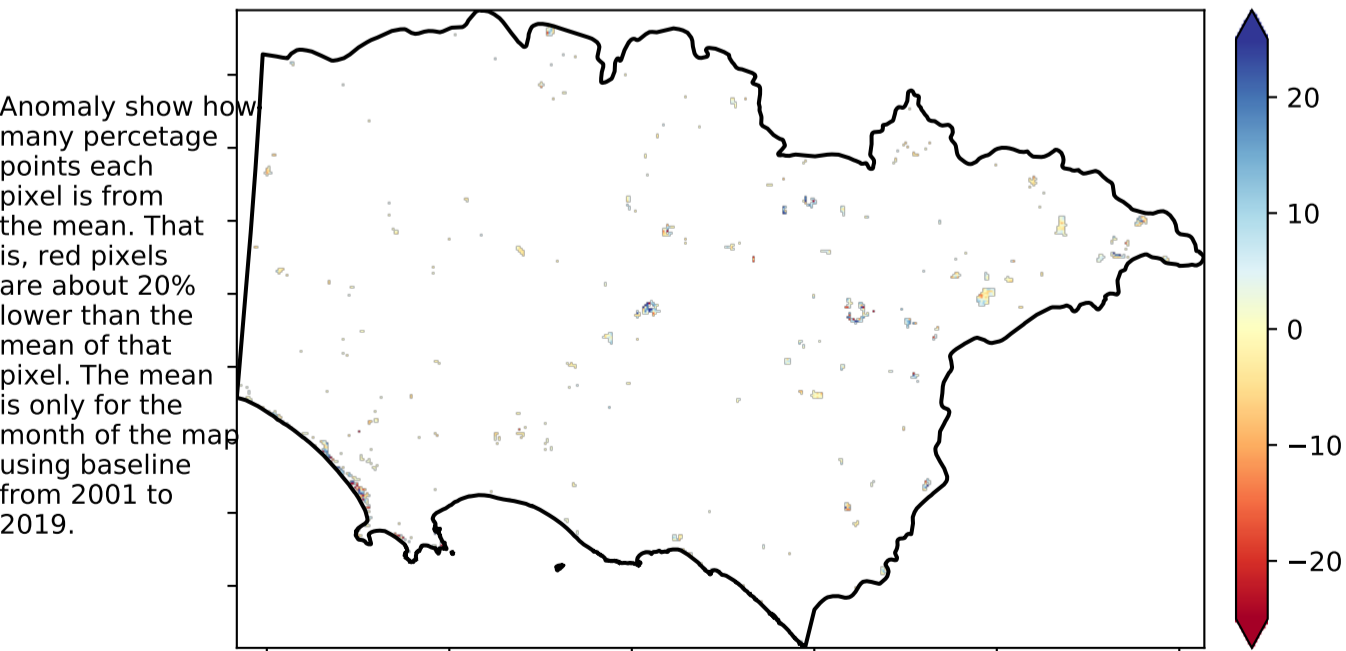 Anomaly show how
many percetage
points each
pixel is from
the mean. That
is, red pixels
are about 20%
lower than the
mean of that
pixel. The mean
is only for the
month of the map
using baseline
from 2001 to
2019.
20
10
0
−10
−20